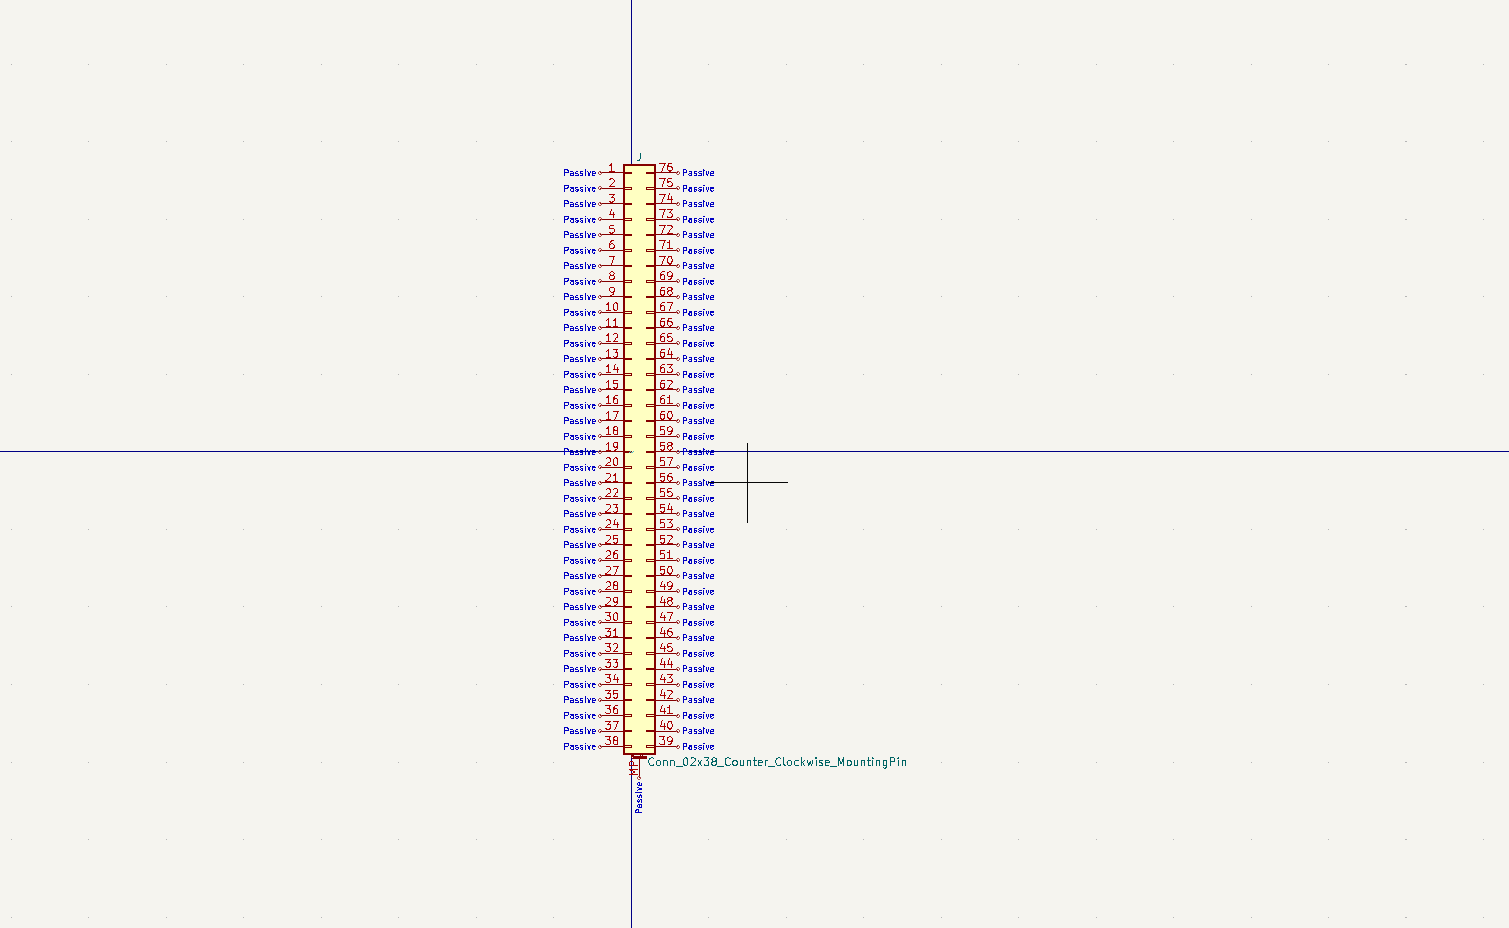 J
Passive 1 76 Passive
Passive 2 75 Passive
Passive 3 74 Passive
Passive 4 73 Passive
Passive 5 72 Passive
Passive 6 71 Passive
Passive 7 70 Passive
Passive 8 69 Passive
Passive 9 68 Passive
Passive 10 67 Passive
Passive 11 66 Passive
Passive 12 65 Passive
Passive 13 64 Passive
Passive 14 63 Passive
Passive 15 62 Passive
Passive 16 61 Passive
Passive 17 60 Passive
Passive 18 59 Passive
Passive 19 58 Passive
Passive 20 57 Passive
Passive 21 56 Passive
Passive 22 55 Passive
Passive 23 54 Passive
Passive 24 53 Passive
Passive 25 52 Passive
Passive 26 51 Passive
Passive 27 50 Passive
Passive 28 49 Passive
Passive 29 48 Passive
Passive 30 47 Passive
Passive 31 46 Passive
Passive 32 45 Passive
Passive 33 44 Passive
Passive 34 43 Passive
Passive 35 42 Passive
Passive 36 41 Passive
Passive 37 40 Passive
Passive 38 39 Passive
Conn_02x38_Counter_Clockwise_MountingPin
MP
Passive